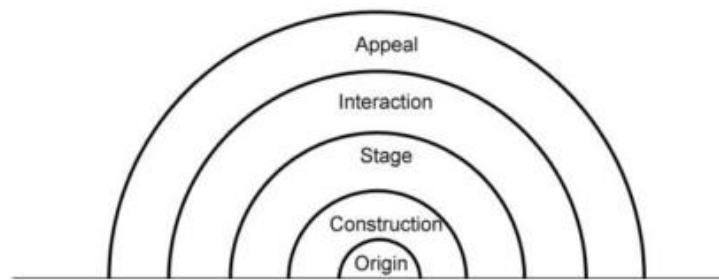 Appeal
Interaction
Stage
Construction
Origin